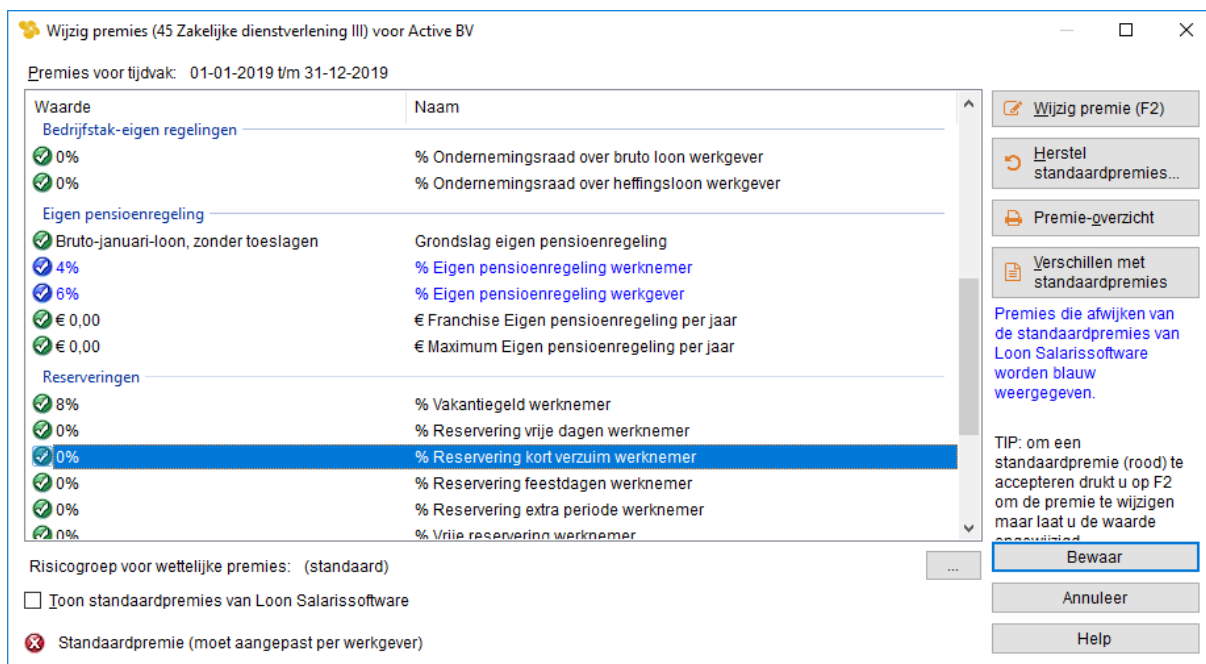 Wijzig premies (45 Zakelijke dienstverlening III) voor Active BV
Premies voor tijdvak: 01-01-2019 t/m 31-12-2019
Waarde Naam
Bedrijfstak-eigen regelingen
0% % Ondernemingsraad over bruto loon werkgever
0% % Ondernemingsraad over heffingsloon werkgever
Eigen pensioenregeling
Bruto-januari-loon, zonder toeslagen Grondslag eigen pensioenregeling
4% % Eigen pensioenregeling werknemer
6% % Eigen pensioenregeling werkgever
€ 0,00 € Franchise Eigen pensioenregeling per jaar
€ 0,00 € Maximum Eigen pensioenregeling per jaar
Reserveringen
8% % Vakantiegeld werknemer
0% % Reservering vrije dagen werknemer
0% % Reservering kort verzuim werknemer
0% % Reservering feestdagen werknemer
0% % Reservering extra periode werknemer
0% % Vrije reservering werknemer
Wijzig premie (F2)
Herstel
standaardpremies...
Premie-overzicht
Verschillen met
standaardpremies
Premies die afwijken van
de standaardpremies van
Loon Salarissoftware
worden blauw
weergegeven.
TIP: om een
standaardpremie (rood) te
accepteren drukt u op F2
om de premie te wijzigen
maar laat u de waarde
ongewijzigd
Bewaar
Annuleer
Help
Risicogroep voor wettelijke premies: (standaard)
...
Toon standaardpremies van Loon Salarissoftware
Standaardpremie (moet aangepast per werkgever)